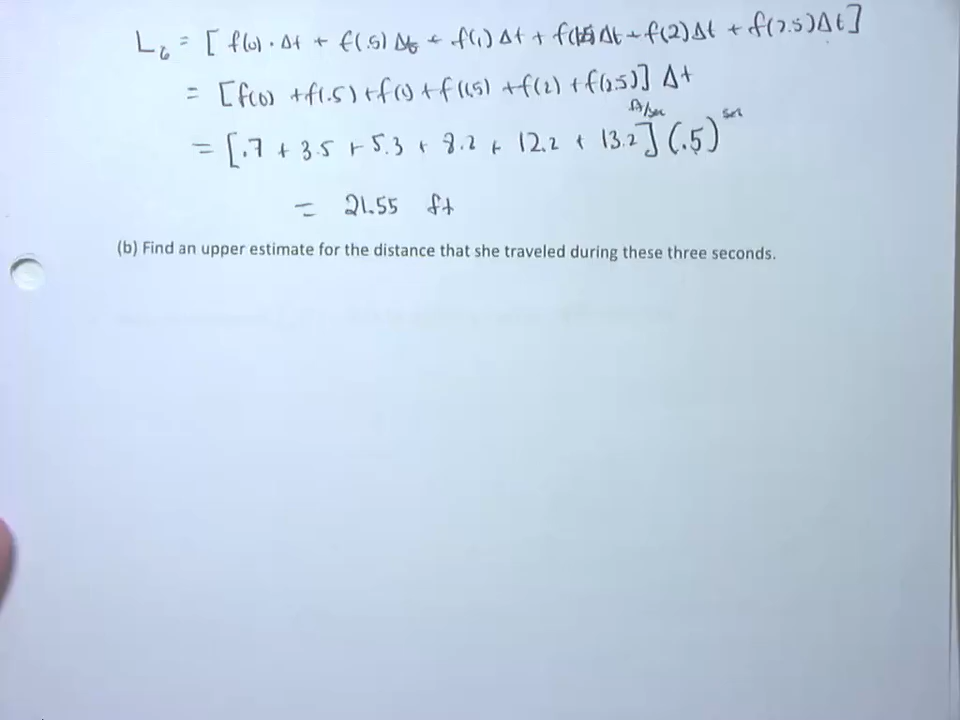 L₆ = [ f(0) · Δt + f(.5) Δt + f(1) Δt + f(1.5) Δt + f(2) Δt + f(2.5) Δt ]
= [f(0) + f(.5) + f(1) + f(1.5) + f(2) + f(2.5)] Δt
= [.7 + 3.5 + 5.3 + 8.2 + 12.2 + 13.2] ft/sec (.5) sec
= 21.55 ft
(b) Find an upper estimate for the distance that she traveled during these three seconds.